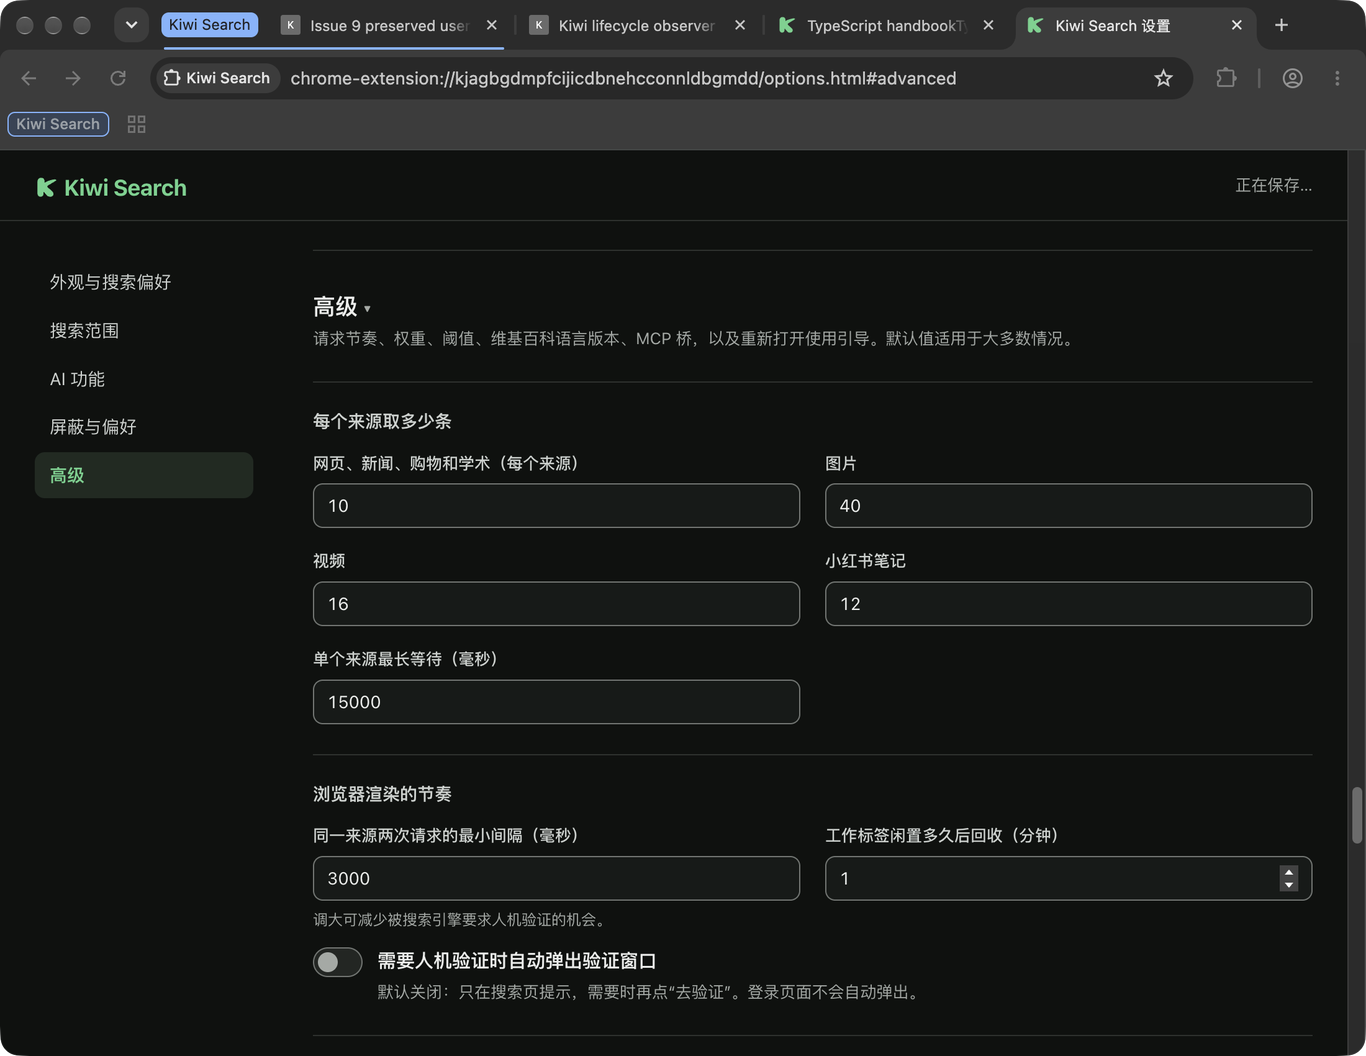 Kiwi Search
Issue 9 preserved user
Kiwi lifecycle observer
TypeScript handbook
Kiwi Search 设置
Kiwi Search
chrome-extension://kjagbgdmpfcijicdbnehcconnldbgmdd/options.html#advanced
Kiwi Search
Kiwi Search
正在保存...
外观与搜索偏好
搜索范围
AI 功能
屏蔽与偏好
高级
高级
请求节奏、权重、阈值、维基百科语言版本、MCP 桥，以及重新打开使用引导。默认值适用于大多数情况。
每个来源取多少条
网页、新闻、购物和学术（每个来源）
10
图片
40
视频
16
小红书笔记
12
单个来源最长等待（毫秒）
15000
浏览器渲染的节奏
同一来源两次请求的最小间隔（毫秒）
3000
调大可减少被搜索引擎要求人机验证的机会。
工作标签闲置多久后回收（分钟）
1
需要人机验证时自动弹出验证窗口
默认关闭：只在搜索页提示，需要时再点“去验证”。登录页面不会自动弹出。